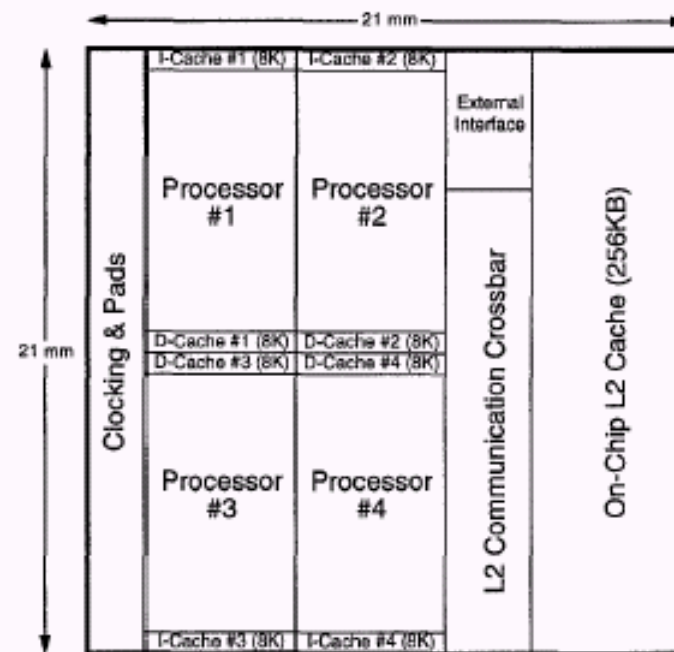 21 mm
I-Cache #1 (8K)
I-Cache #2 (8K)
External
Interface
Processor
#1
Processor
#2
21 mm
Clocking & Pads
D-Cache #1 (8K)
D-Cache #2 (8K)
D-Cache #3 (8K)
D-Cache #4 (8K)
L2 Communication Crossbar
On-Chip L2 Cache (256KB)
Processor
#3
Processor
#4
I-Cache #3 (8K)
I-Cache #4 (8K)